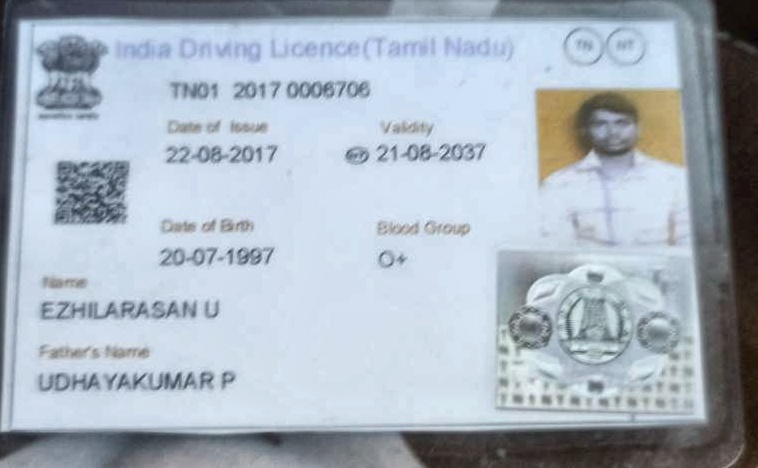 India Driving Licence(Tamil Nadu)
TN NT
TN01 2017 0006706
Date of Issue Validity
22-08-2017 NT 21-08-2037
Date of Birth Blood Group
20-07-1997 O+
Name
EZHILARASAN U
Father's Name
UDHAYAKUMAR P